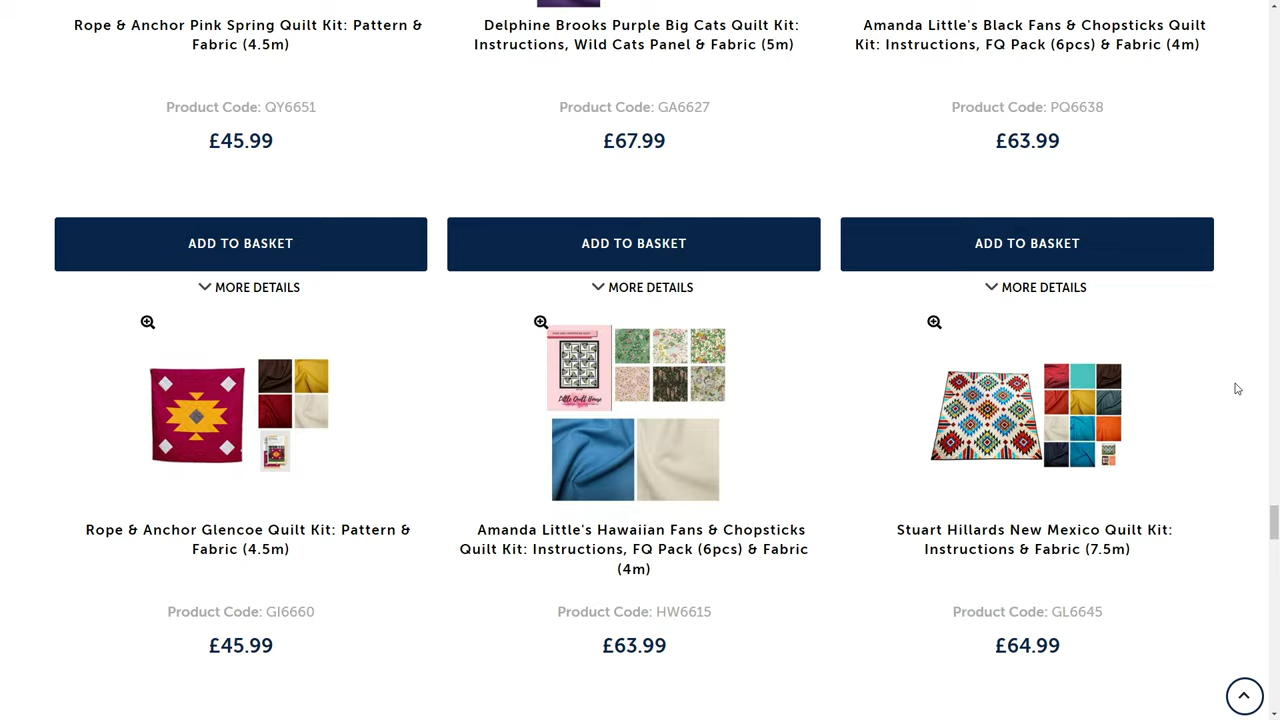 Rope & Anchor Pink Spring Quilt Kit: Pattern &
Fabric (4.5m)
Product Code: QY6651
£45.99
ADD TO BASKET
MORE DETAILS
Delphine Brooks Purple Big Cats Quilt Kit:
Instructions, Wild Cats Panel & Fabric (5m)
Product Code: GA6627
£67.99
ADD TO BASKET
MORE DETAILS
Amanda Little's Black Fans & Chopsticks Quilt
Kit: Instructions, FQ Pack (6pcs) & Fabric (4m)
Product Code: PQ6638
£63.99
ADD TO BASKET
MORE DETAILS
Rope & Anchor Glencoe Quilt Kit: Pattern &
Fabric (4.5m)
Product Code: GI6660
£45.99
Little Quilt House
Amanda Little's Hawaiian Fans & Chopsticks
Quilt Kit: Instructions, FQ Pack (6pcs) & Fabric
(4m)
Product Code: HW6615
£63.99
Stuart Hillards New Mexico Quilt Kit:
Instructions & Fabric (7.5m)
Product Code: GL6645
£64.99